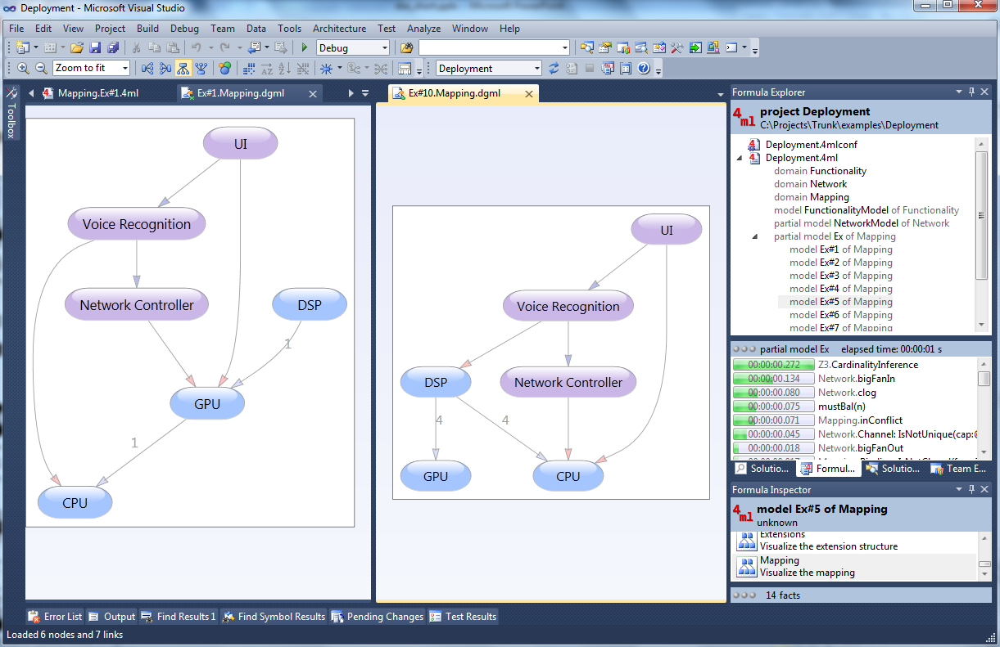 Deployment - Microsoft Visual Studio
File Edit View Project Build Debug Team Data Tools Architecture Test Analyze Window Help
Debug
Zoom to fit
Deployment
Toolbox
Mapping.Ex#1.4ml
Ex#1.Mapping.dgml
UI
Voice Recognition
Network Controller
DSP
1
GPU
1
CPU
Ex#10.Mapping.dgml
UI
Voice Recognition
DSP
Network Controller
4
4
GPU
CPU
Formula Explorer
4ml
project Deployment
C:\Projects\Trunk\examples\Deployment
Deployment.4mlconf
Deployment.4ml
domain Functionality
domain Network
domain Mapping
model FunctionalityModel of Functionality
partial model NetworkModel of Network
partial model Ex of Mapping
model Ex#1 of Mapping
model Ex#2 of Mapping
model Ex#3 of Mapping
model Ex#4 of Mapping
model Ex#5 of Mapping
model Ex#6 of Mapping
model Ex#7 of Mapping
partial model Ex elapsed time: 00:00:01 s
00:00:00.272 Z3.CardinalityInference
00:00:00.134 Network.bigFanIn
00:00:00.080 Network.clog
00:00:00.075 mustBal(n)
00:00:00.071 Mapping.inConflict
00:00:00.045 Network.Channel: IsNotUnique(cap:
00:00:00.018 Network.bigFanOut
Solutio... Formul... Solutio... Team E...
Formula Inspector
4ml
model Ex#5 of Mapping
unknown
Extensions
Visualize the extension structure
Mapping
Visualize the mapping
14 facts
Error List Output Find Results 1 Find Symbol Results Pending Changes Test Results
Loaded 6 nodes and 7 links